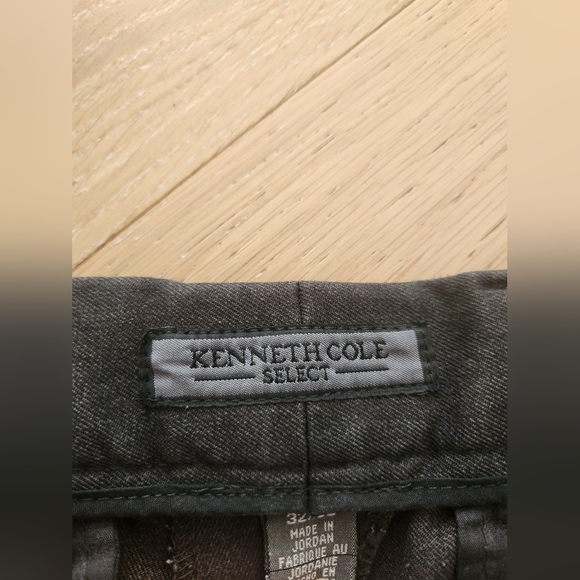 KENNETH COLE
SELECT
MADE IN
JORDAN
FABRIQUE AU
JORDANIE